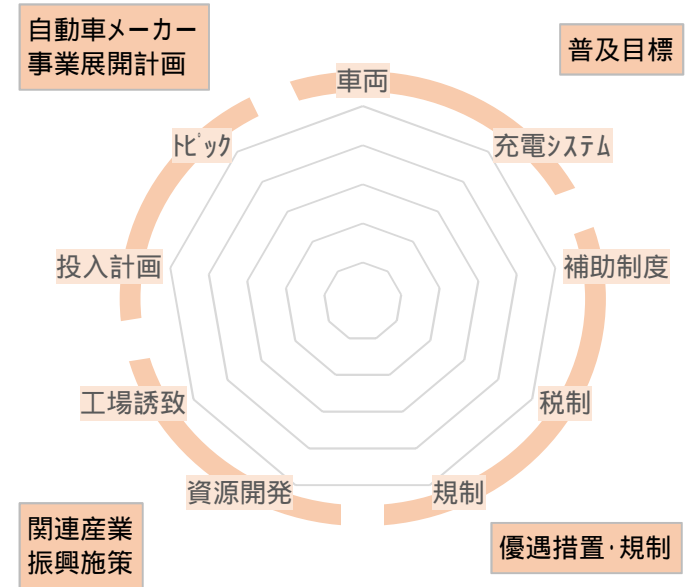 自動車メーカー
事業展開計画
普及目標
車両
トピック
充電システム
投入計画
補助制度
工場誘致
税制
資源開発
規制
関連産業
振興施策
優遇措置・規制